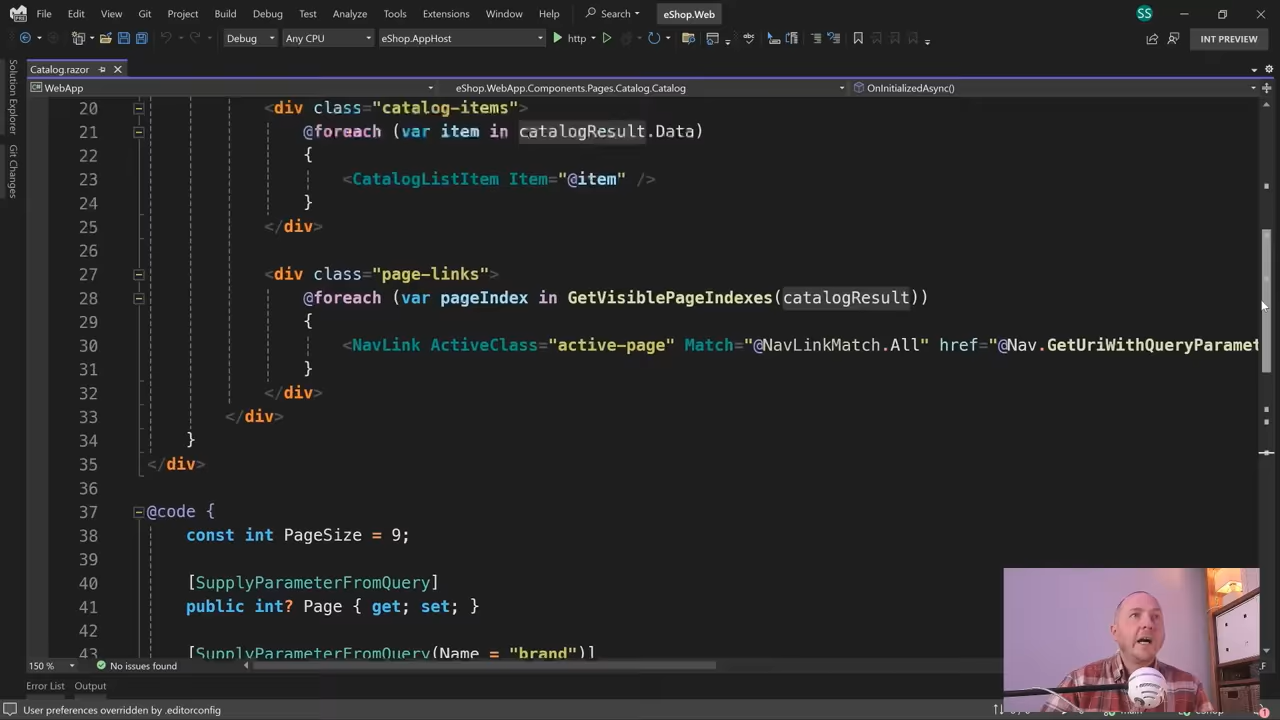 File Edit View Git Project Build Debug Test Analyze Tools Extensions Window Help Search eShop.Web SS
Debug Any CPU eShop.AppHost http INT PREVIEW
Catalog.razor
WebApp eShop.WebApp.Components.Pages.Catalog.Catalog OnInitializedAsync()
Solution Explorer
Git Changes
20 <div class="catalog-items">
21 @foreach (var item in catalogResult.Data)
22 {
23 <CatalogListItem Item="@item" />
24 }
25 </div>
26
27 <div class="page-links">
28 @foreach (var pageIndex in GetVisiblePageIndexes(catalogResult))
29 {
30 <NavLink ActiveClass="active-page" Match="@NavLinkMatch.All" href="@Nav.GetUriWithQueryParamet
31 }
32 </div>
33 </div>
34 }
35 </div>
36
37 @code {
38 const int PageSize = 9;
39
40 [SupplyParameterFromQuery]
41 public int? Page { get; set; }
42
43 [SupplyParameterFromQuery(Name = "brand")]
150 % No issues found
Error List Output
User preferences overridden by .editorconfig